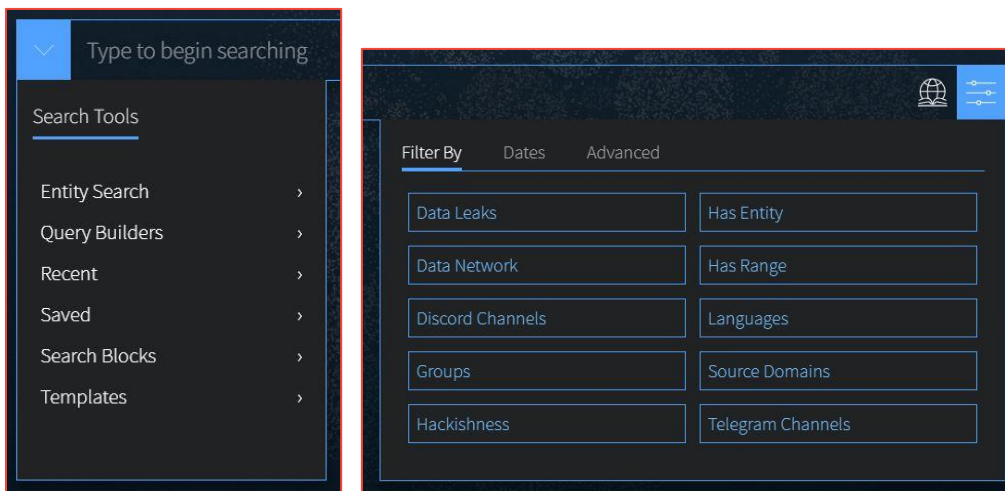 Type to begin searching
Search Tools
Entity Search
Query Builders
Recent
Saved
Search Blocks
Templates
Filter By Dates Advanced
Data Leaks Has Entity
Data Network Has Range
Discord Channels Languages
Groups Source Domains
Hackishness Telegram Channels